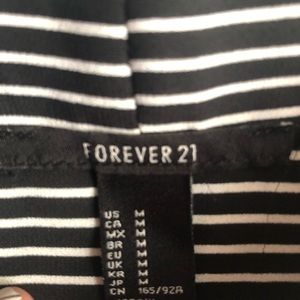 FOREVER 21
US M
CA M
MX M
BR M
EU M
UK M
KR M
JP M
CN 165/92A